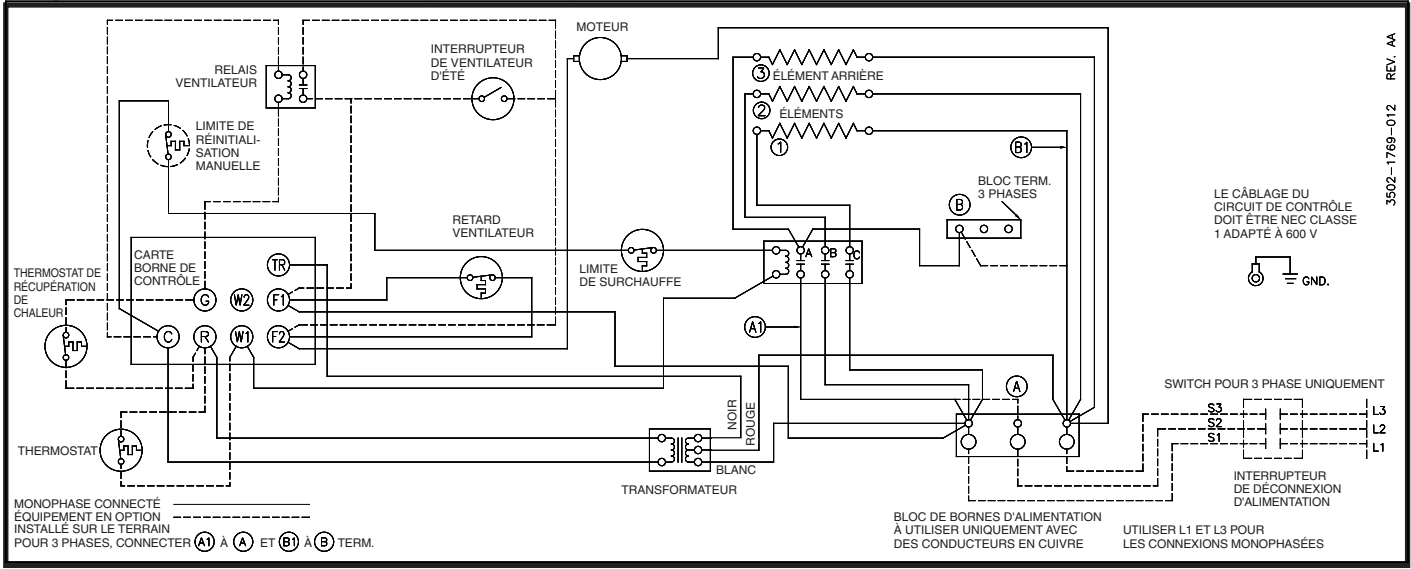 MOTEUR
INTERRUPTEUR
DE VENTILATEUR
D'ÉTÉ
RELAIS
VENTILATEUR
LIMITE DE
RÉINITIALI-
SATION
MANUELLE
3 ÉLÉMENT ARRIÈRE
2
ÉLÉMENTS
1
B1
BLOC TERM.
3 PHASES
B
3502-1769-012 REV. AA
LE CÂBLAGE DU
CIRCUIT DE CONTRÔLE
DOIT ÊTRE NEC CLASSE
1 ADAPTÉ À 600 V
GND.
RETARD
VENTILATEUR
LIMITE
DE SURCHAUFFE
A B C
CARTE
BORNE DE
CONTRÔLE
TR
G W2 F1
C R W1 F2
THERMOSTAT DE
RÉCUPÉRATION
DE
CHALEUR
A1
A
SWITCH POUR 3 PHASE UNIQUEMENT
S3 L3
S2 L2
S1 L1
NOIR
ROUGE
BLANC
TRANSFORMATEUR
THERMOSTAT
INTERRUPTEUR
DE DÉCONNEXION
D'ALIMENTATION
MONOPHASE CONNECTÉ
ÉQUIPEMENT EN OPTION
INSTALLÉ SUR LE TERRAIN
POUR 3 PHASES, CONNECTER A1 À A ET B1 À B TERM.
BLOC DE BORNES D'ALIMENTATION
À UTILISER UNIQUEMENT AVEC
DES CONDUCTEURS EN CUIVRE
UTILISER L1 ET L3 POUR
LES CONNEXIONS MONOPHASÉES